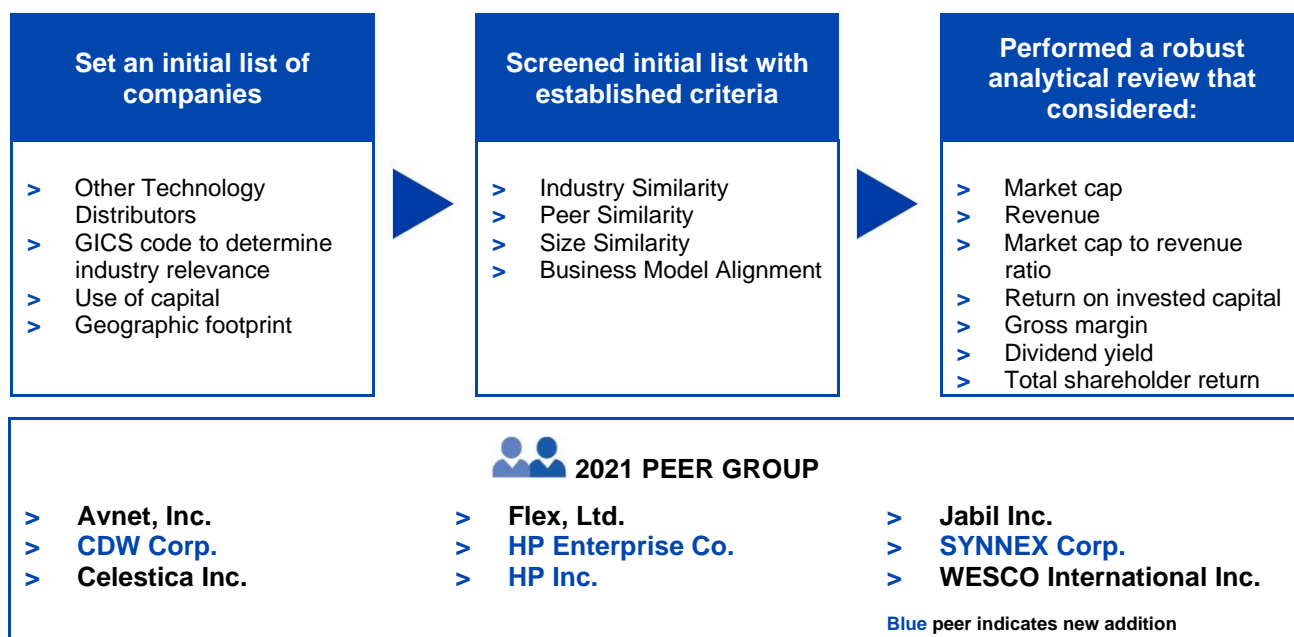 Set an initial list of
companies
> Other Technology
Distributors
> GICS code to determine
industry relevance
> Use of capital
> Geographic footprint
Screened initial list with
established criteria
> Industry Similarity
> Peer Similarity
> Size Similarity
> Business Model Alignment
Performed a robust
analytical review that
considered:
> Market cap
> Revenue
> Market cap to revenue
ratio
> Return on invested capital
> Gross margin
> Dividend yield
> Total shareholder return
2021 PEER GROUP
> Avnet, Inc.
> CDW Corp.
> Celestica Inc.
> Flex, Ltd.
> HP Enterprise Co.
> HP Inc.
> Jabil Inc.
> SYNNEX Corp.
> WESCO International Inc.
Blue peer indicates new addition